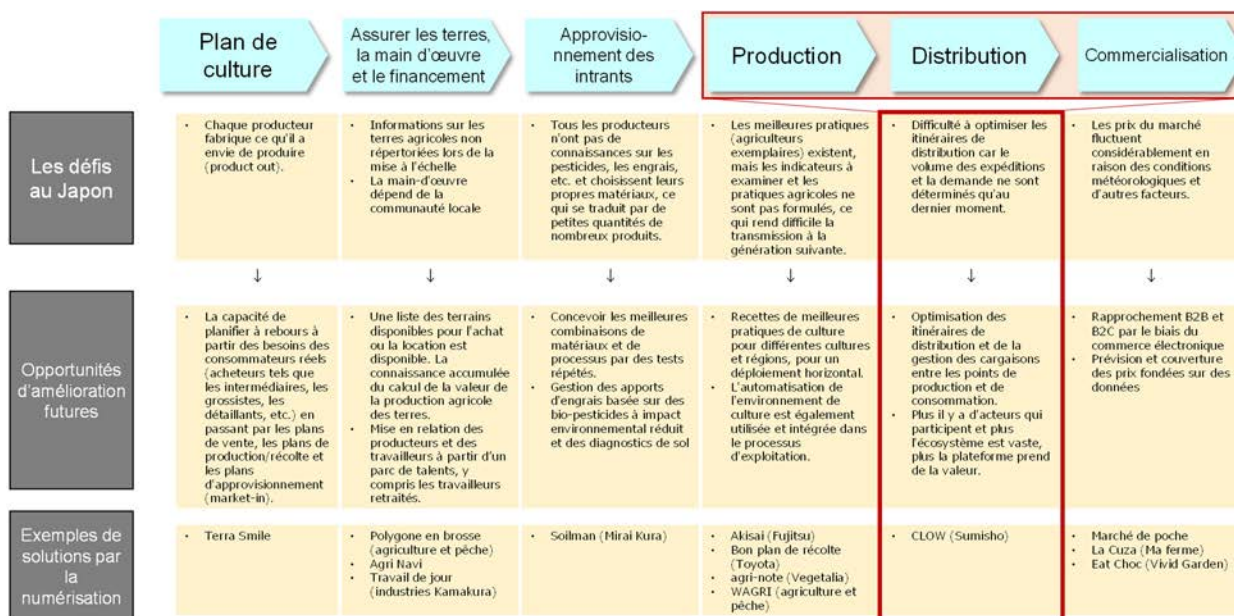 Plan de
culture
Assurer les terres,
la main d'œuvre
et le financement
Approvisio-
nnement des
intrants
Production
Distribution
Commercialisation
Les défis
au Japon
• Chaque producteur
fabrique ce qu'il a
envie de produire
(product out).
• Informations sur les
terres agricoles non
répertoriées lors de la
mise à l'échelle
• La main-d'œuvre
dépend de la
communauté locale
• Tous les producteurs
n'ont pas de
connaissances sur les
pesticides, les engrais,
etc. et choisissent leurs
propres matériaux, ce
qui se traduit par de
petites quantités de
nombreux produits.
• Les meilleures pratiques
(agriculteurs
exemplaires) existent,
mais les indicateurs à
examiner et les
pratiques agricoles ne
sont pas formulés, ce
qui rend difficile la
transmission à la
génération suivante.
• Difficulté à optimiser les
itinéraires de
distribution car le
volume des expéditions
et la demande ne sont
déterminés qu'au
dernier moment.
• Les prix du marché
fluctuent
considérablement en
raison des conditions
météorologiques et
d'autres facteurs.
↓ ↓ ↓ ↓ ↓ ↓
Opportunités
d'amélioration
futures
• La capacité de
planifier à rebours à
partir des besoins des
consommateurs réels
(acheteurs tels que
les intermédiaires, les
grossistes, les
détaillants, etc.) en
passant par les plans
de vente, les plans de
production/récolte et
les plans
d'approvisionnement
(market-in).
• Une liste des terrains
disponibles pour l'achat
ou la location est
disponible. La
connaissance accumulée
du calcul de la valeur de
la production agricole
des terres.
• Mise en relation des
producteurs et des
travailleurs à partir d'un
parc de talents, y
compris les travailleurs
retraités.
• Concevoir les meilleures
combinaisons de
matériaux et de
processus par des tests
répétés.
• Gestion des apports
d'engrais basée sur des
bio-pesticides à impact
environnemental réduit
et des diagnostics de sol
• Recettes de meilleures
pratiques de culture
pour différentes cultures
et régions, pour un
déploiement horizontal.
• L'automatisation de
l'environnement de
culture est également
utilisée et intégrée dans
le processus
d'exploitation.
• Optimisation des
itinéraires de
distribution et de la
gestion des cargaisons
entre les points de
production et de
consommation.
• Plus il y a d'acteurs qui
participent et plus
l'écosystème est vaste,
plus la plateforme prend
de la valeur.
• Rapprochement B2B et
B2C par le biais du
commerce électronique
• Prévision et couverture
des prix fondées sur des
données
Exemples de
solutions par
la
numérisation
• Terra Smile
• Polygone en brosse
(agriculture et pêche)
• Agri Navi
• Travail de jour
(industries Kamakura)
• Soilman (Mirai Kura)
• Akisai (Fujitsu)
• Bon plan de récolte
(Toyota)
• agri-note (Vegetalia)
• WAGRI (agriculture et
pêche)
• CLOW (Sumisho)
• Marché de poche
• La Cuza (Ma ferme)
• Eat Choc (Vivid Garden)